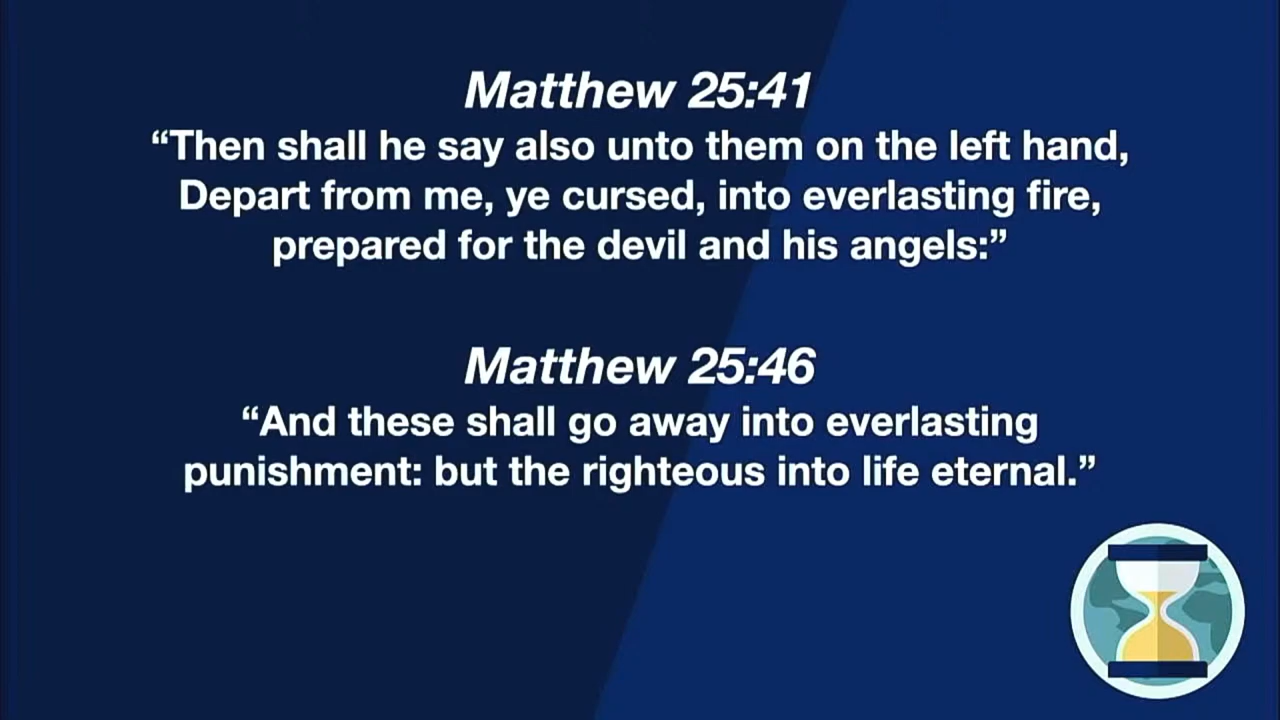 Matthew 25:41
“Then shall he say also unto them on the left hand,
Depart from me, ye cursed, into everlasting fire,
prepared for the devil and his angels:”
Matthew 25:46
“And these shall go away into everlasting
punishment: but the righteous into life eternal.”